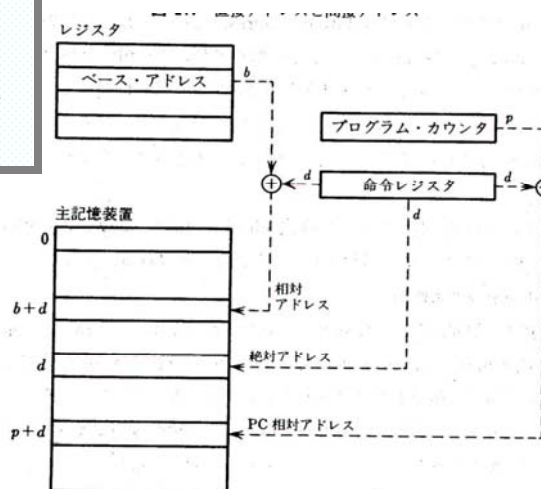 レジスタ
ベース・アドレス
b
プログラム・カウンタ
p
d
命令レジスタ
d
d
主記憶装置
0
相対
アドレス
b+d
絶対アドレス
d
PC相対アドレス
p+d